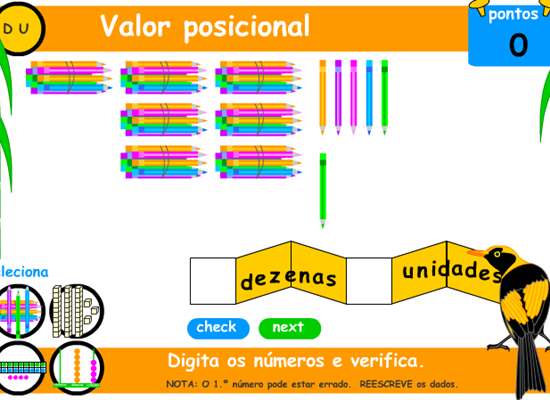 D U
Valor posicional
pontos
0
dezenas
unidades
eleciona
check
next
Digita os números e verifica.
NOTA: O 1.º número pode estar errado. REESCREVE os dados.